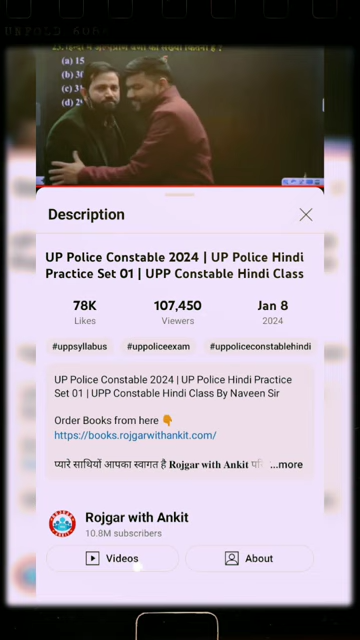 (a) 15
(b) 3
(c) 3
(d) 2
Description
UP Police Constable 2024 | UP Police Hindi
Practice Set 01 | UPP Constable Hindi Class
78K
107,450
Jan 8
Likes
Viewers
2024
#uppsyllabus
#uppoliceexam
#uppoliceconstablehindi
UP Police Constable 2024 | UP Police Hindi Practice
Set 01 | UPP Constable Hindi Class By Naveen Sir
Order Books from here 👇
https://books.rojgarwithankit.com/
प्यारे साथियों आपका स्वागत है Rojgar with Ankit ...more
Rojgar with Ankit
10.8M subscribers
Videos
About